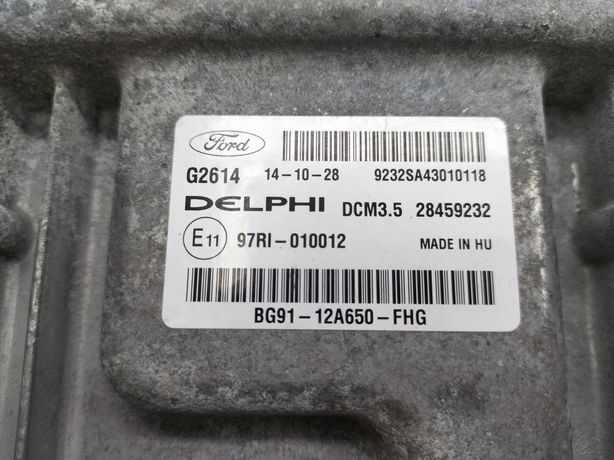 Ford
G2614 14-10-28 9232SA43010118
DELPHI DCM3.5 28459232
E11 97RI-010012 MADE IN HU
BG91-12A650-FHG